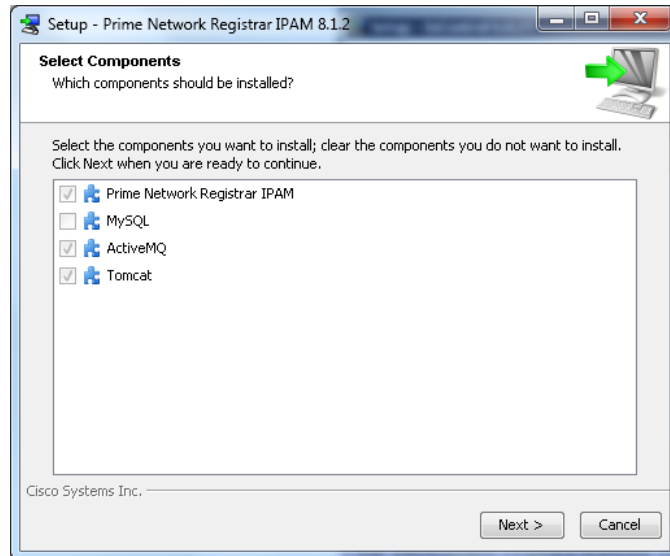 Setup - Prime Network Registrar IPAM 8.1.2
Select Components
Which components should be installed?
Select the components you want to install; clear the components you do not want to install.
Click Next when you are ready to continue.
Prime Network Registrar IPAM
MySQL
ActiveMQ
Tomcat
Cisco Systems Inc.
Next >
Cancel